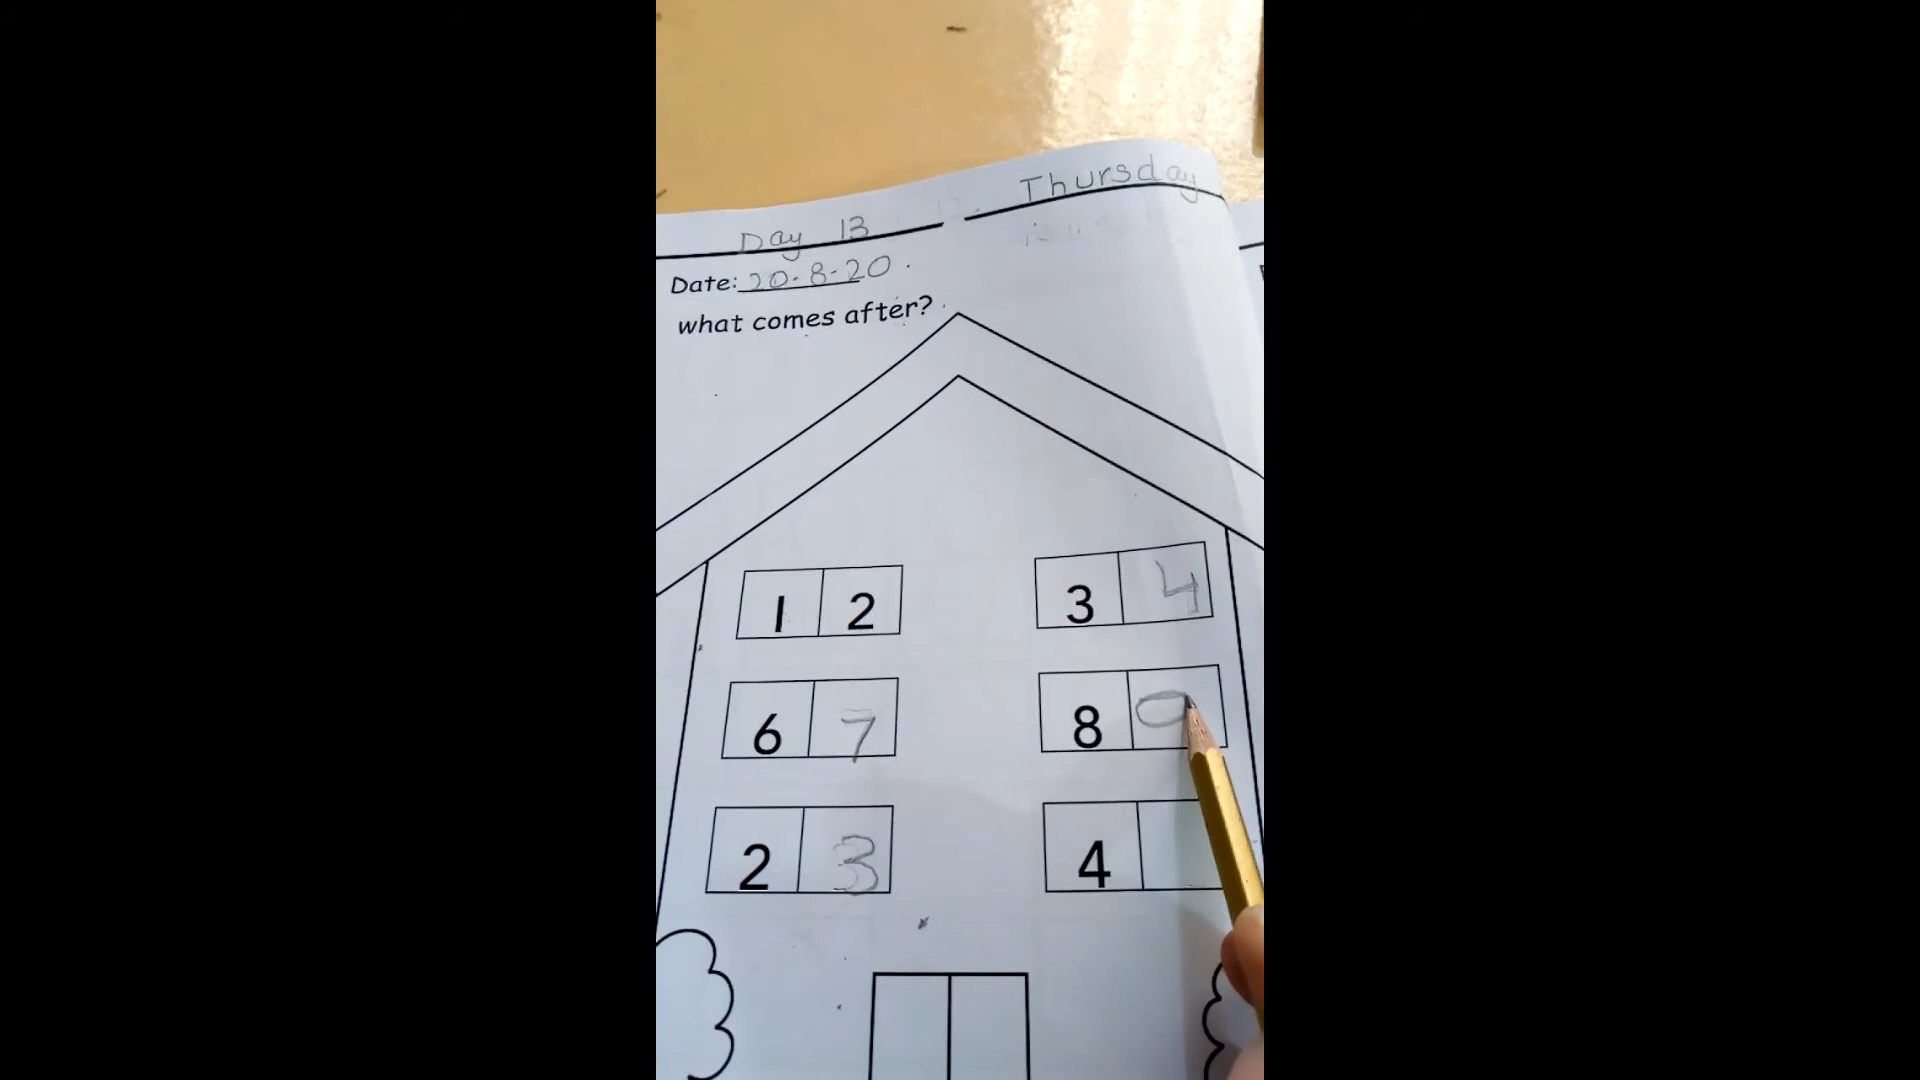 Day 13 Thursday
Date: 20-8-20.
what comes after?
1 2 3 4
6 7 8
2 3 4